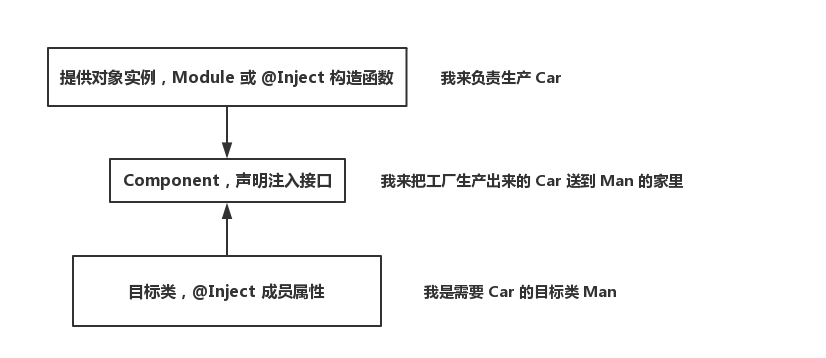 提供对象实例，Module 或 @Inject 构造函数
我来负责生产 Car
Component，声明注入接口
我来把工厂生产出来的 Car 送到 Man 的家里
目标类，@Inject 成员属性
我是需要 Car 的目标类 Man